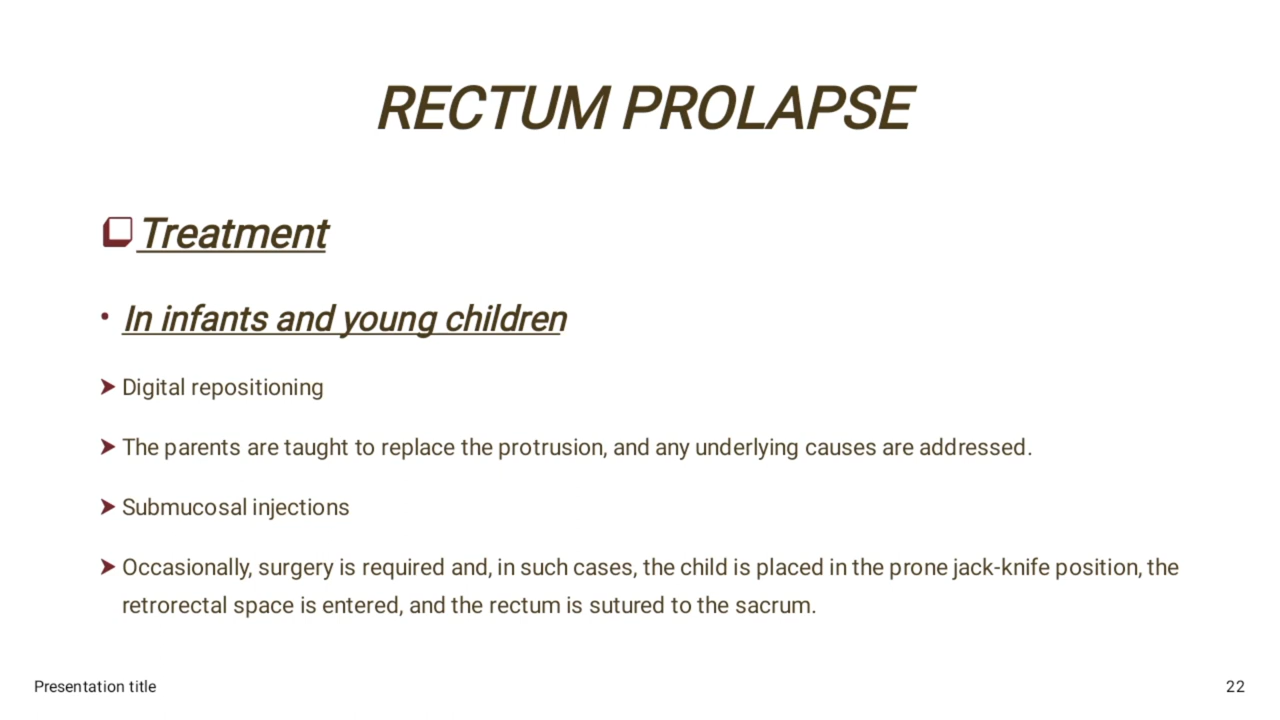 RECTUM PROLAPSE
Treatment
• In infants and young children
➤ Digital repositioning
➤ The parents are taught to replace the protrusion, and any underlying causes are addressed.
➤ Submucosal injections
➤ Occasionally, surgery is required and, in such cases, the child is placed in the prone jack-knife position, the
retrorectal space is entered, and the rectum is sutured to the sacrum.
Presentation title
22